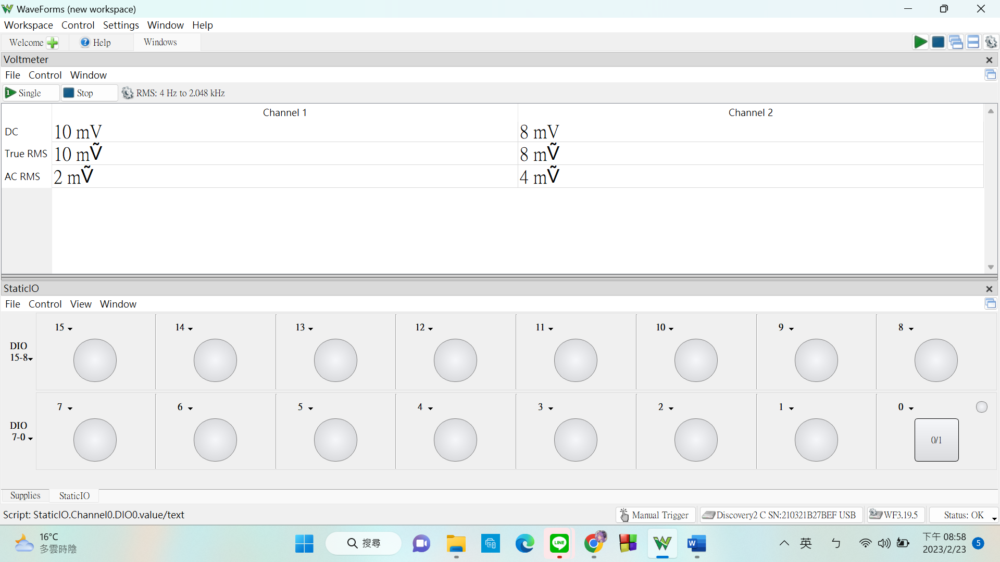 WaveForms (new workspace)
Workspace Control Settings Window Help
Welcome Help Windows
Voltmeter
File Control Window
1 Single Stop RMS: 4 Hz to 2.048 kHz
Channel 1 Channel 2
DC 10 mV 8 mV
True RMS 10 mṼ 8 mṼ
AC RMS 2 mṼ 4 mṼ
StaticIO
File Control View Window
15 14 13 12 11 10 9 8
DIO
15-8
7 6 5 4 3 2 1 0
DIO
7-0 0/1
Supplies StaticIO
Script: StaticIO.Channel0.DIO0.value/text Manual Trigger Discovery2 C SN:210321B27BEF USB WF3.19.5 Status: OK
16°C
多雲時陰
搜尋
LINE
W
英 ㄅ
下午 08:58
2023/2/23
5